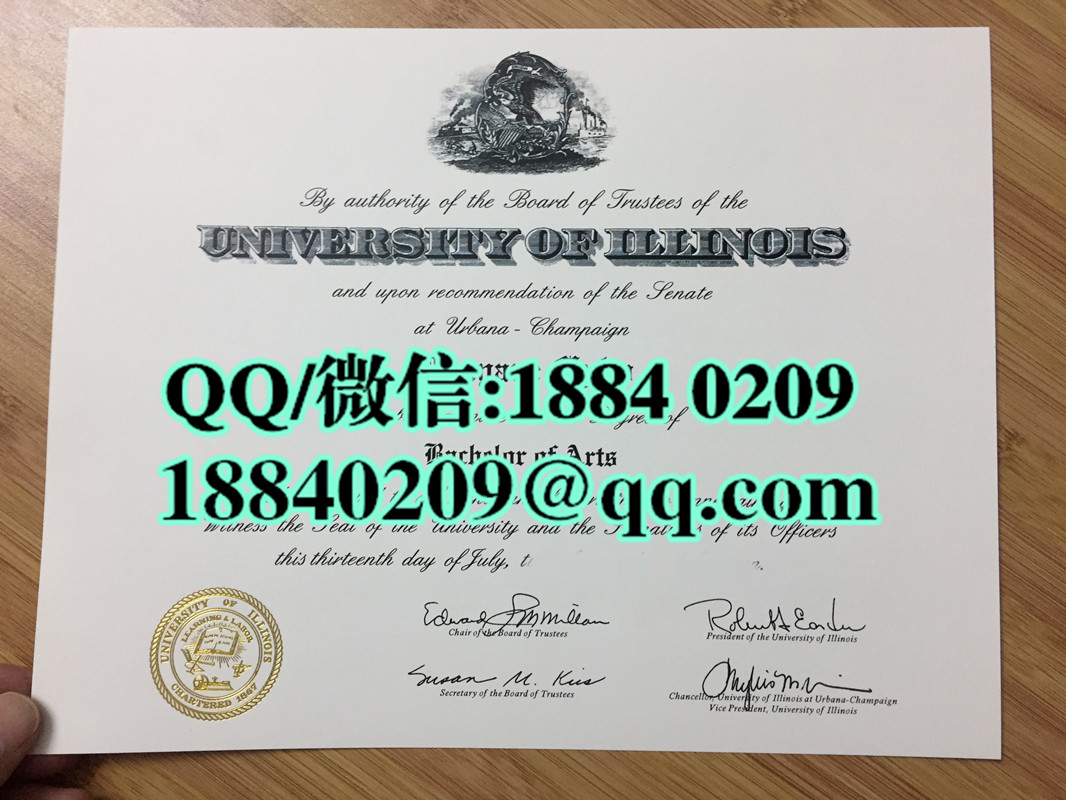 By authority of the Board of Trustees of the
UNIVERSITY OF ILLINOIS
and upon recommendation of the Senate
at Urbana - Champaign
QQ/微信:1884 0209
of
Bachelor of Arts
18840209@qq.com
Witness the Seal of the University and the of its Officers
this thirteenth day of July,
UNIVERSITY OF ILLINOIS
LEARNING & LABOR
CHARTERED 1867
Chair of the Board of Trustees
President of the University of Illinois
Susan M. Kies
Secretary of the Board of Trustees
Chancellor, University of Illinois at Urbana-Champaign
Vice President, University of Illinois